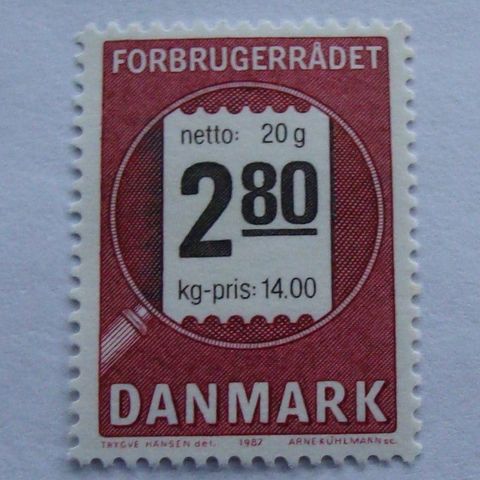 FORBRUGERRÅDET
netto: 20 g
2 80
kg-pris: 14.00
DANMARK
TRYGVE HANSEN del. 1987 ARNE KÜHLMANN sc.